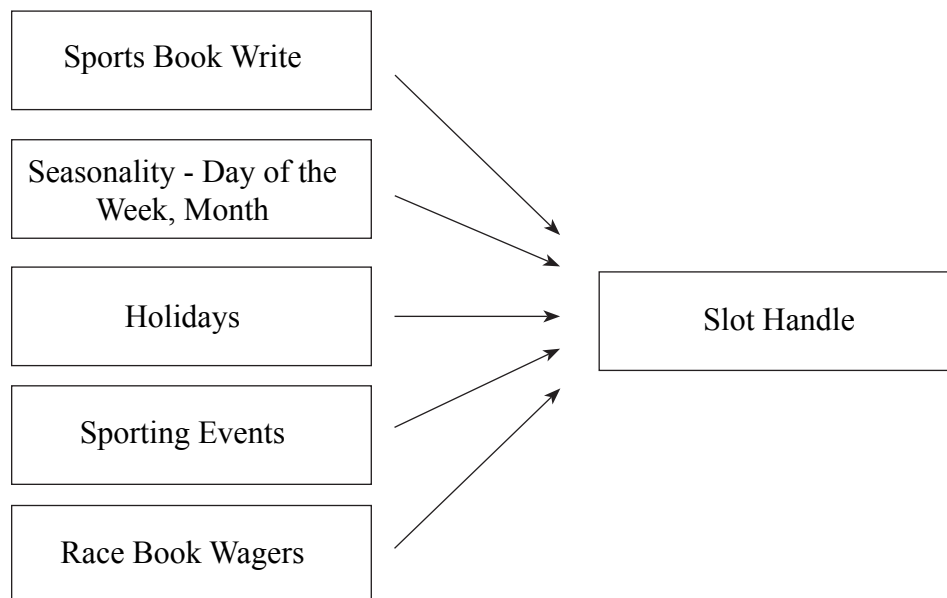 Sports Book Write
Seasonality - Day of the
Week, Month
Holidays
Slot Handle
Sporting Events
Race Book Wagers